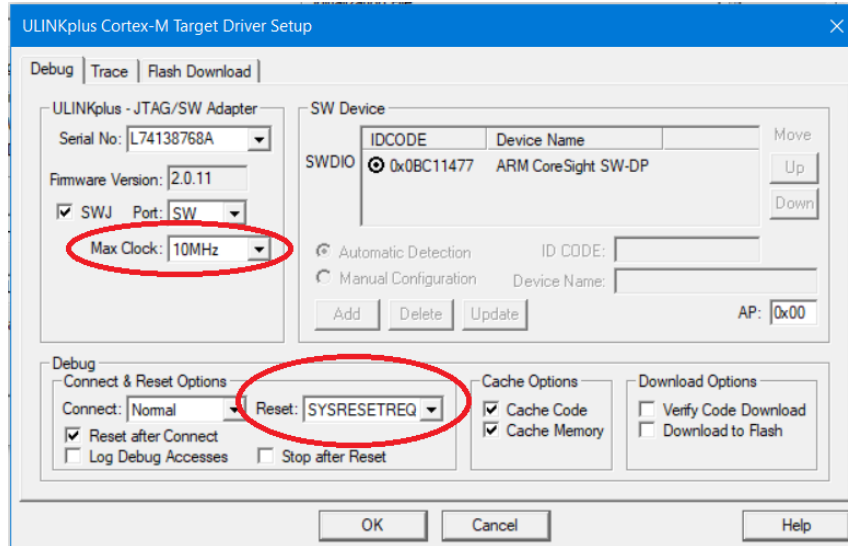 ULINKplus Cortex-M Target Driver Setup
Debug
Trace
Flash Download
ULINKplus - JTAG/SW Adapter
Serial No: L74138768A
Firmware Version: 2.0.11
SWJ Port: SW
Max Clock: 10MHz
SW Device
IDCODE Device Name
SWDIO 0x0BC11477 ARM CoreSight SW-DP
Move
Up
Down
Automatic Detection ID CODE:
Manual Configuration Device Name:
Add Delete Update AP: 0x00
Debug
Connect & Reset Options
Connect: Normal Reset: SYSRESETREQ
Reset after Connect
Log Debug Accesses Stop after Reset
Cache Options
Cache Code
Cache Memory
Download Options
Verify Code Download
Download to Flash
OK Cancel Help